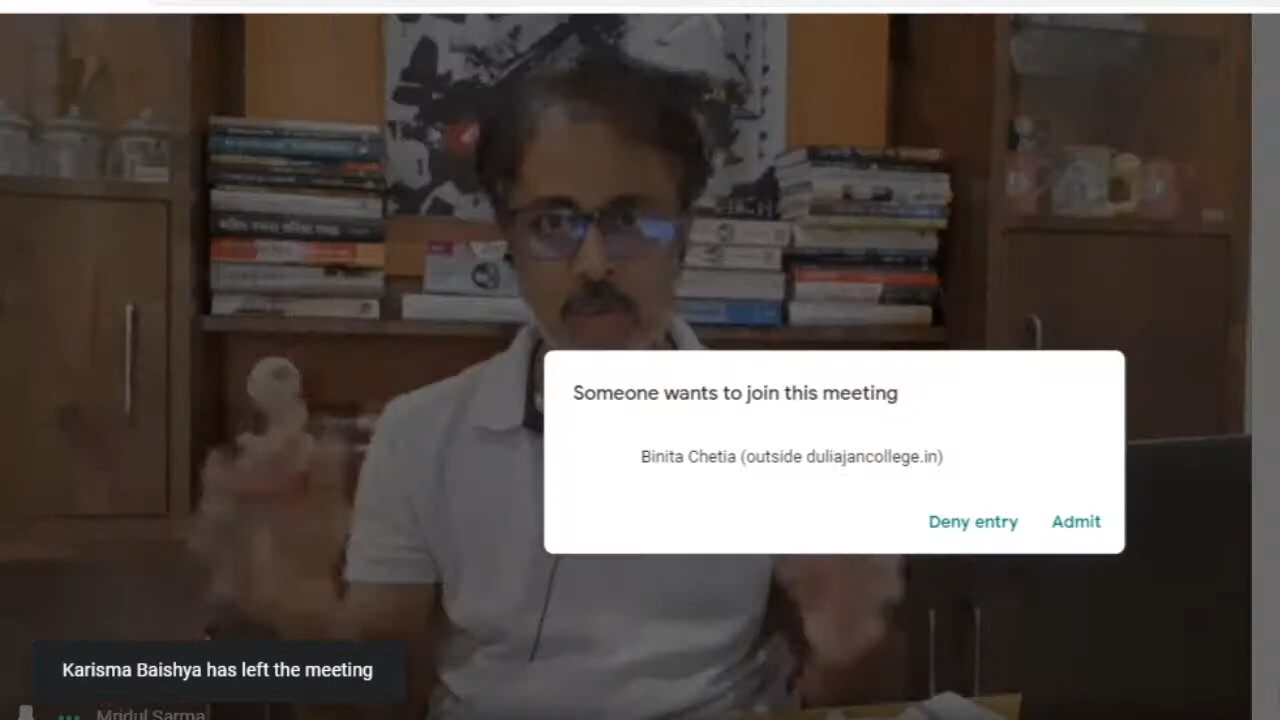 Someone wants to join this meeting
Binita Chetia (outside duliajancollege.in)
Deny entry
Admit
Karisma Baishya has left the meeting
Mridul Sarma